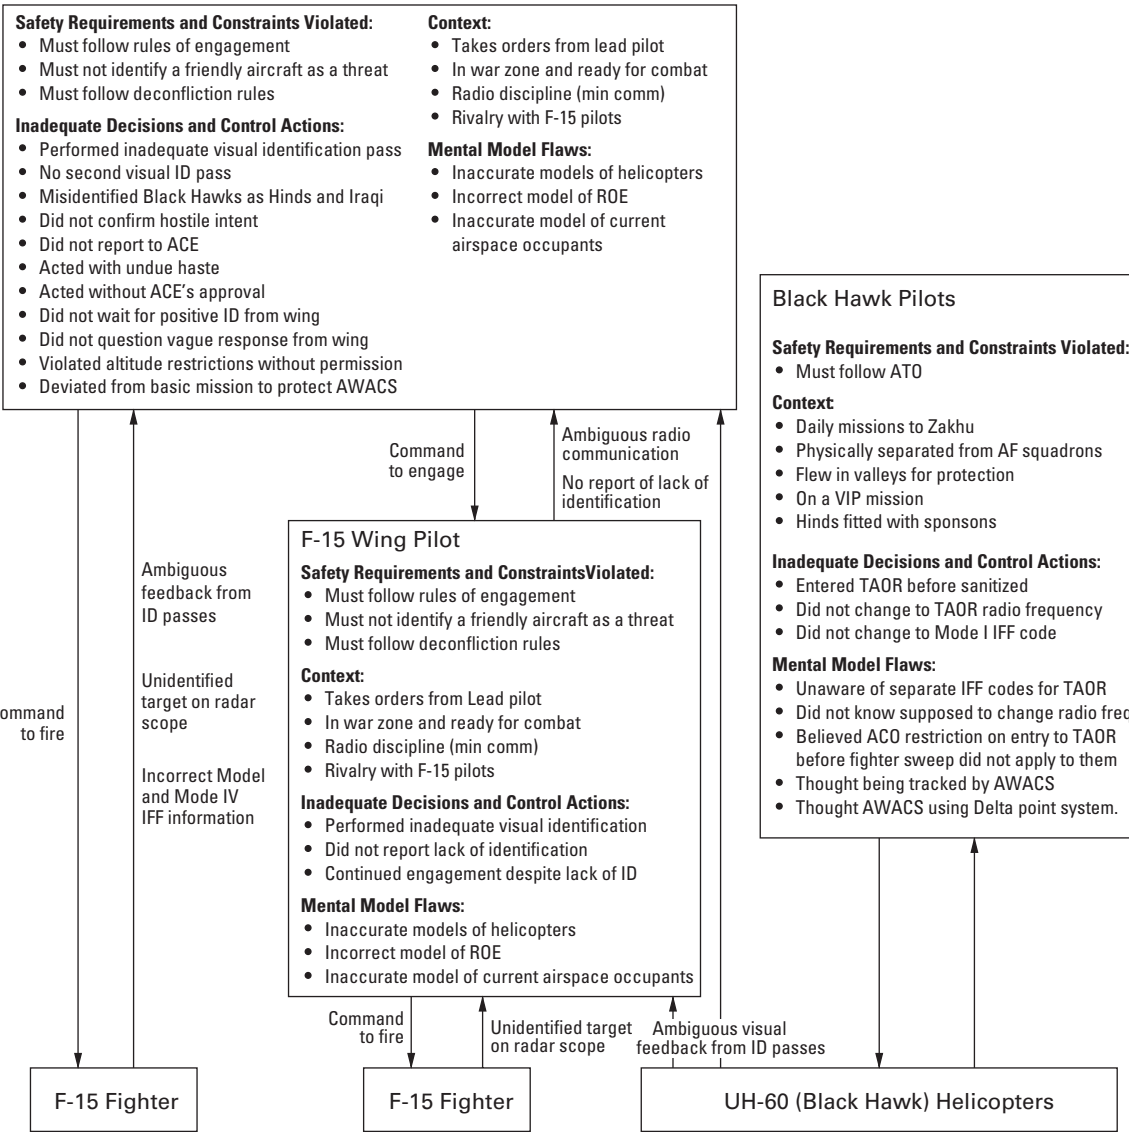 Safety Requirements and Constraints Violated:
• Must follow rules of engagement
• Must not identify a friendly aircraft as a threat
• Must follow deconfliction rules
Inadequate Decisions and Control Actions:
• Performed inadequate visual identification pass
• No second visual ID pass
• Misidentified Black Hawks as Hinds and Iraqi
• Did not confirm hostile intent
• Did not report to ACE
• Acted with undue haste
• Acted without ACE's approval
• Did not wait for positive ID from wing
• Did not question vague response from wing
• Violated altitude restrictions without permission
• Deviated from basic mission to protect AWACS
Context:
• Takes orders from lead pilot
• In war zone and ready for combat
• Radio discipline (min comm)
• Rivalry with F-15 pilots
Mental Model Flaws:
• Inaccurate models of helicopters
• Incorrect model of ROE
• Inaccurate model of current
airspace occupants
Command
to engage
Ambiguous radio
communication
No report of lack of
identification
ommand
to fire
Ambiguous
feedback from
ID passes
Unidentified
target on radar
scope
Incorrect Model
and Mode IV
IFF information
F-15 Wing Pilot
Safety Requirements and ConstraintsViolated:
• Must follow rules of engagement
• Must not identify a friendly aircraft as a threat
• Must follow deconfliction rules
Context:
• Takes orders from Lead pilot
• In war zone and ready for combat
• Radio discipline (min comm)
• Rivalry with F-15 pilots
Inadequate Decisions and Control Actions:
• Performed inadequate visual identification
• Did not report lack of identification
• Continued engagement despite lack of ID
Mental Model Flaws:
• Inaccurate models of helicopters
• Incorrect model of ROE
• Inaccurate model of current airspace occupants
Black Hawk Pilots
Safety Requirements and Constraints Violated:
• Must follow ATO
Context:
• Daily missions to Zakhu
• Physically separated from AF squadrons
• Flew in valleys for protection
• On a VIP mission
• Hinds fitted with sponsons
Inadequate Decisions and Control Actions:
• Entered TAOR before sanitized
• Did not change to TAOR radio frequency
• Did not change to Mode I IFF code
Mental Model Flaws:
• Unaware of separate IFF codes for TAOR
• Did not know supposed to change radio freq
• Believed ACO restriction on entry to TAOR
before fighter sweep did not apply to them
• Thought being tracked by AWACS
• Thought AWACS using Delta point system.
Command
to fire
Unidentified target
on radar scope
Ambiguous visual
feedback from ID passes
F-15 Fighter
F-15 Fighter
UH-60 (Black Hawk) Helicopters